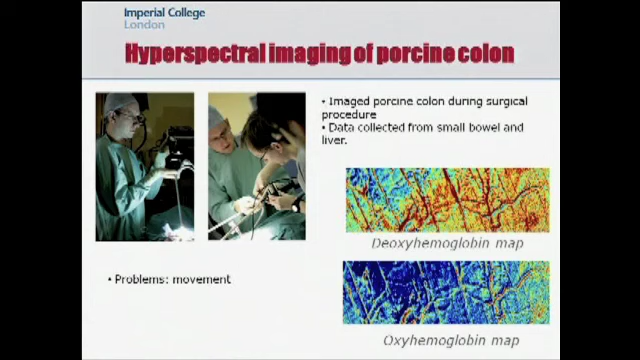 Imperial College
London
Hyperspectral imaging of porcine colon
• Imaged porcine colon during surgical
procedure
• Data collected from small bowel and
liver.
Deoxyhemoglobin map
• Problems: movement
Oxyhemoglobin map